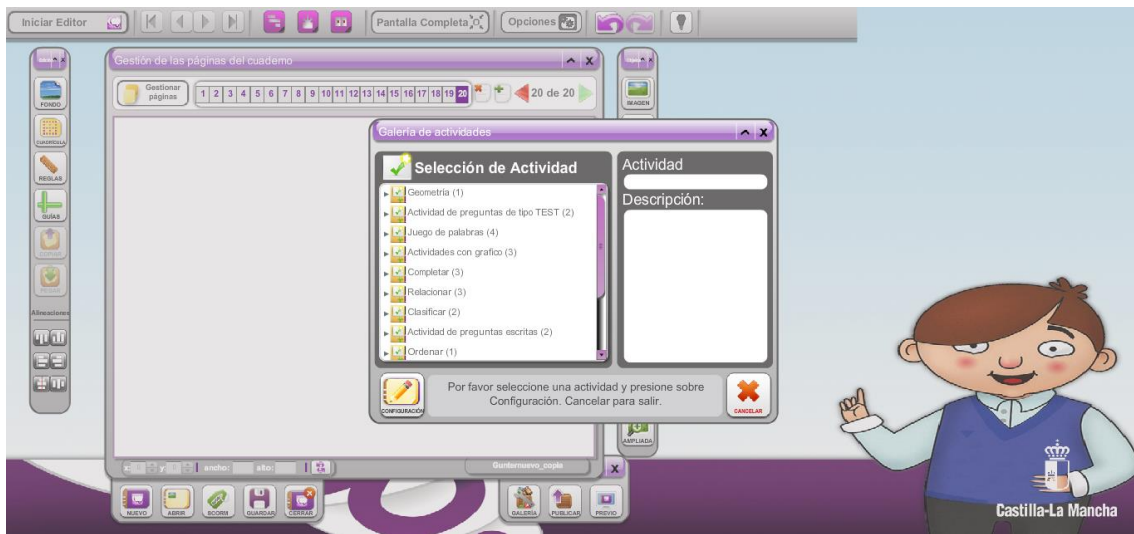 Iniciar Editor
Pantalla Completa
Opciones
Gestión de las páginas del cuaderno
Gestionar páginas
1 2 3 4 5 6 7 8 9 10 11 12 13 14 15 16 17 18 19 20
20 de 20
FONDO
CUADRÍCULA
REGLAS
GUÍAS
Alineaciones
IMAGEN
Galería de actividades
Selección de Actividad
Geometria (1)
Actividad de preguntas de tipo TEST (2)
Juego de palabras (4)
Actividades con grafico (3)
Completar (3)
Relacionar (3)
Clasificar (2)
Actividad de preguntas escritas (2)
Ordenar (1)
Actividad
Descripción:
CONFIGURACIÓN
Por favor seleccione una actividad y presione sobre
Configuración. Cancelar para salir.
CANCELAR
AMPLIADA
x: y: ancho: alto:
Gunternuevo_copia
NUEVO
ABRIR
SCORM
GUARDAR
CERRAR
GALERÍA
PUBLICAR
PREVIO
Castilla-La Mancha